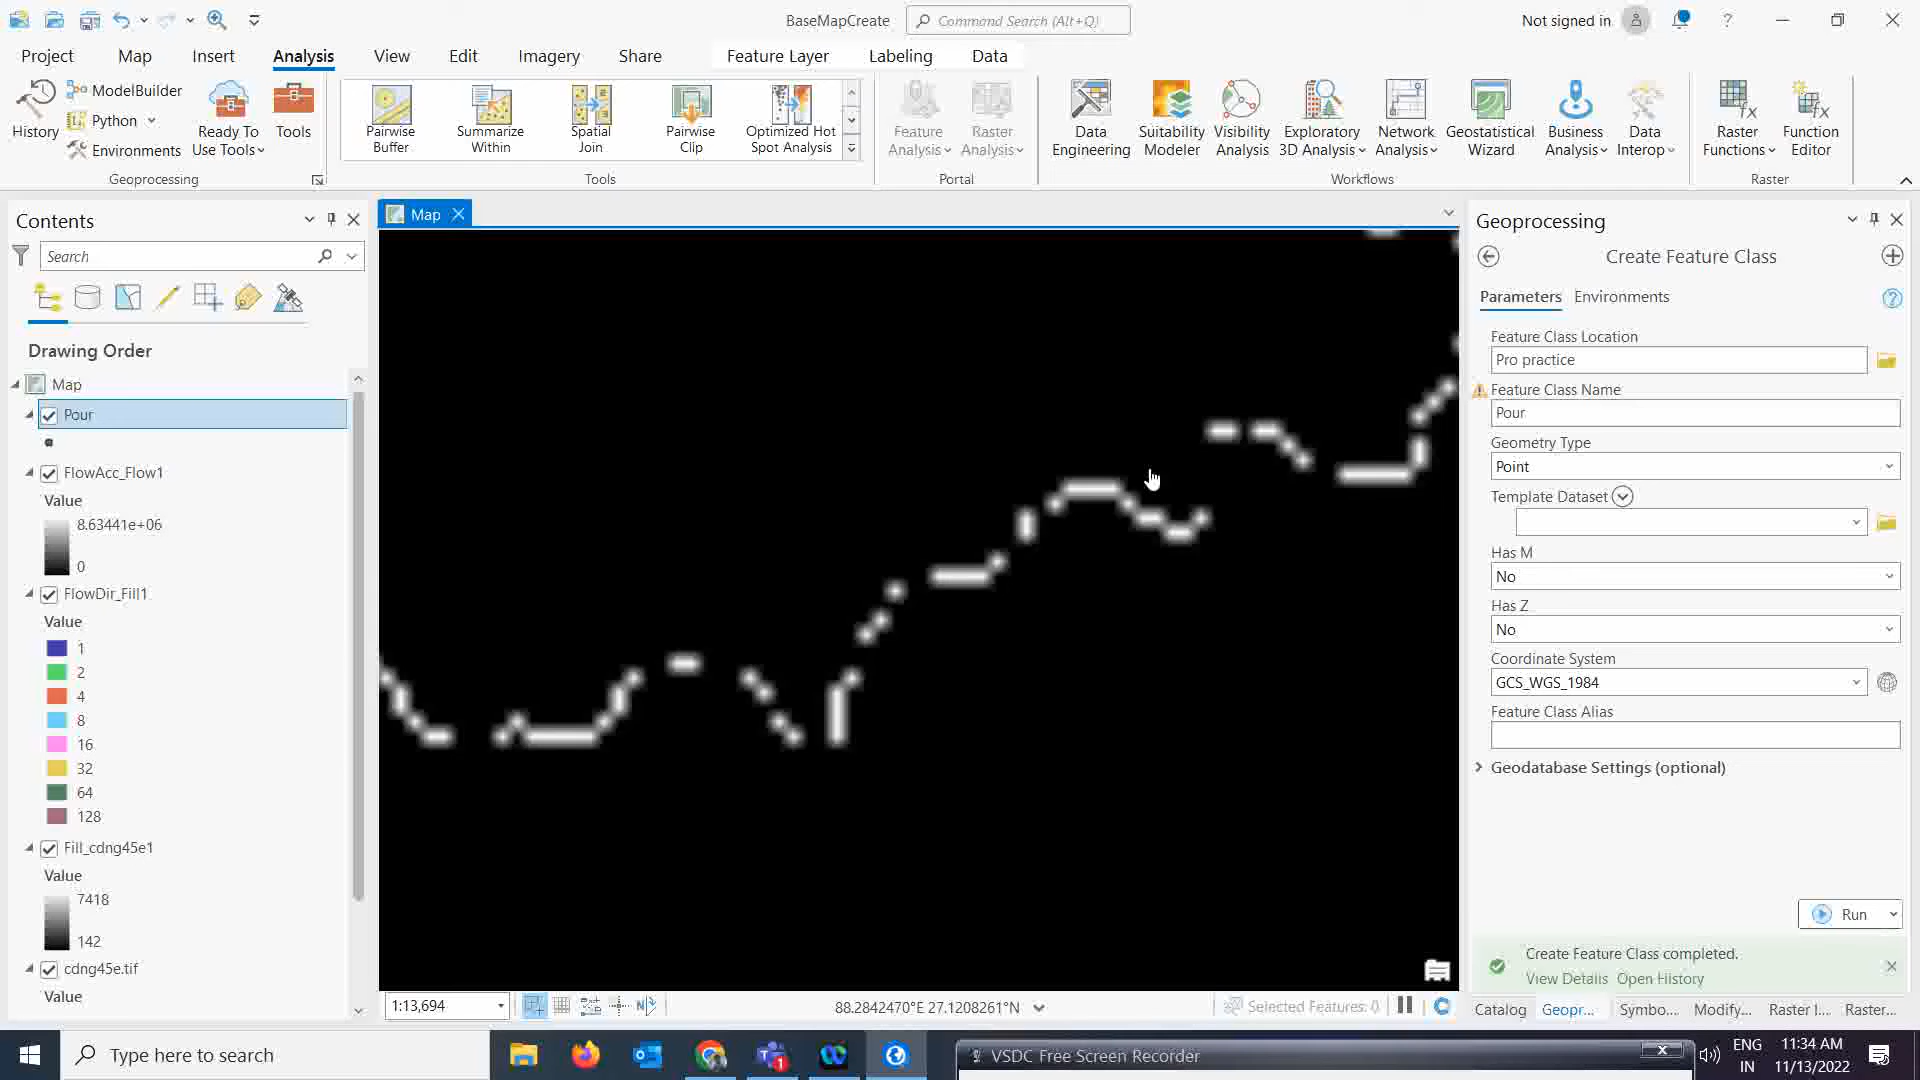 BaseMapCreate
Command Search (Alt+Q)
Not signed in
?
Project
Map
Insert
Analysis
View
Edit
Imagery
Share
Feature Layer
Labeling
Data
History
ModelBuilder
Python
Environments
Ready To
Use Tools
Tools
Geoprocessing
Pairwise
Buffer
Summarize
Within
Spatial
Join
Pairwise
Clip
Optimized Hot
Spot Analysis
Tools
Feature
Analysis
Raster
Analysis
Portal
Data
Engineering
Suitability
Modeler
Visibility
Analysis
Exploratory
3D Analysis
Network
Analysis
Geostatistical
Wizard
Business
Analysis
Data
Interop
Workflows
Raster
Functions
Function
Editor
Raster
Contents
Search
Drawing Order
Map
Pour
FlowAcc_Flow1
Value
8.63441e+06
0
FlowDir_Fill1
Value
1
2
4
8
16
32
64
128
Fill_cdng45e1
Value
7418
142
cdng45e.tif
Value
Map
1:13,694
88.2842470°E 27.1208261°N
Selected Features: 0
Geoprocessing
Create Feature Class
Parameters
Environments
?
Feature Class Location
Pro practice
Feature Class Name
Pour
Geometry Type
Point
Template Dataset
Has M
No
Has Z
No
Coordinate System
GCS_WGS_1984
Feature Class Alias
Geodatabase Settings (optional)
Run
Create Feature Class completed.
View Details Open History
Catalog
Geopr...
Symbo...
Modify...
Raster I...
Raster...
Type here to search
VSDC Free Screen Recorder
ENG
IN
11:34 AM
11/13/2022